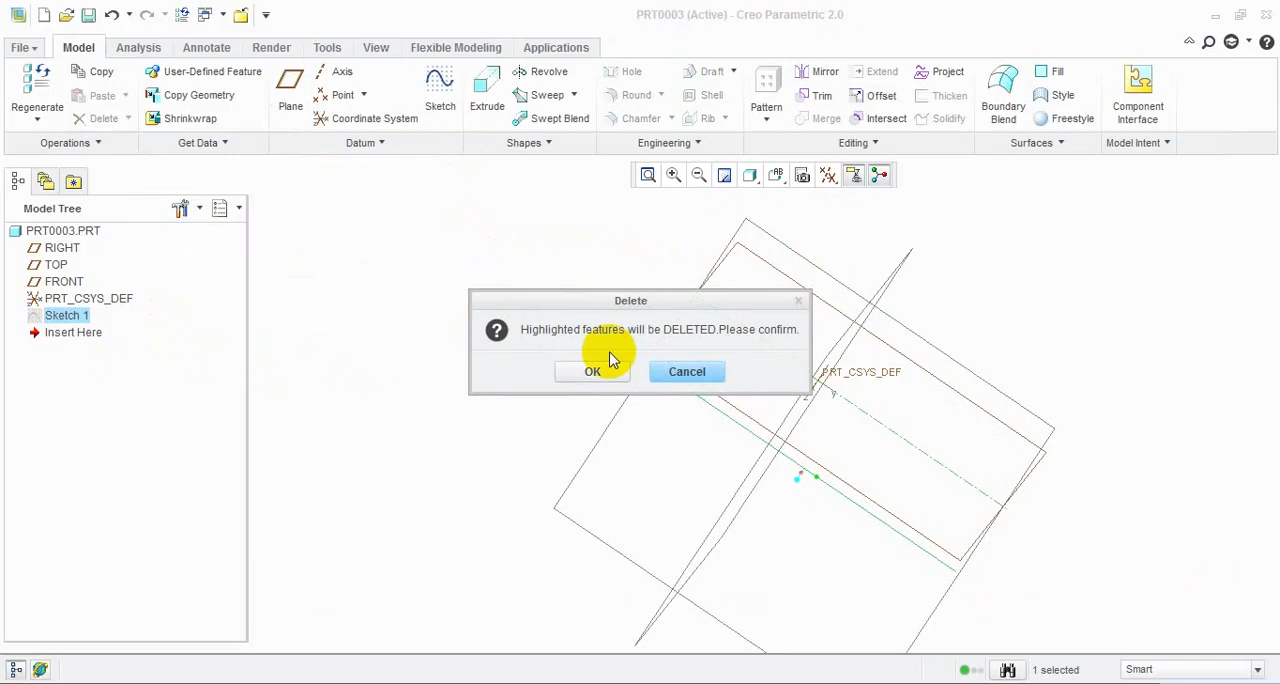 PRT0003 (Active) - Creo Parametric 2.0
File Model Analysis Annotate Render Tools View Flexible Modeling Applications
Regenerate
Copy
Paste
Delete
Operations
User-Defined Feature
Copy Geometry
Shrinkwrap
Get Data
Plane
Axis
Point
Coordinate System
Datum
Sketch
Extrude
Revolve
Sweep
Swept Blend
Shapes
Hole
Round
Chamfer
Draft
Shell
Rib
Engineering
Pattern
Mirror
Trim
Merge
Extend
Offset
Intersect
Project
Thicken
Solidify
Editing
Boundary
Blend
Fill
Style
Freestyle
Surfaces
Component
Interface
Model Intent
Model Tree
PRT0003.PRT
RIGHT
TOP
FRONT
PRT_CSYS_DEF
Sketch 1
Insert Here
Delete
Highlighted features will be DELETED.Please confirm.
OK Cancel
PRT_CSYS_DEF
Z
Y
1 selected
Smart